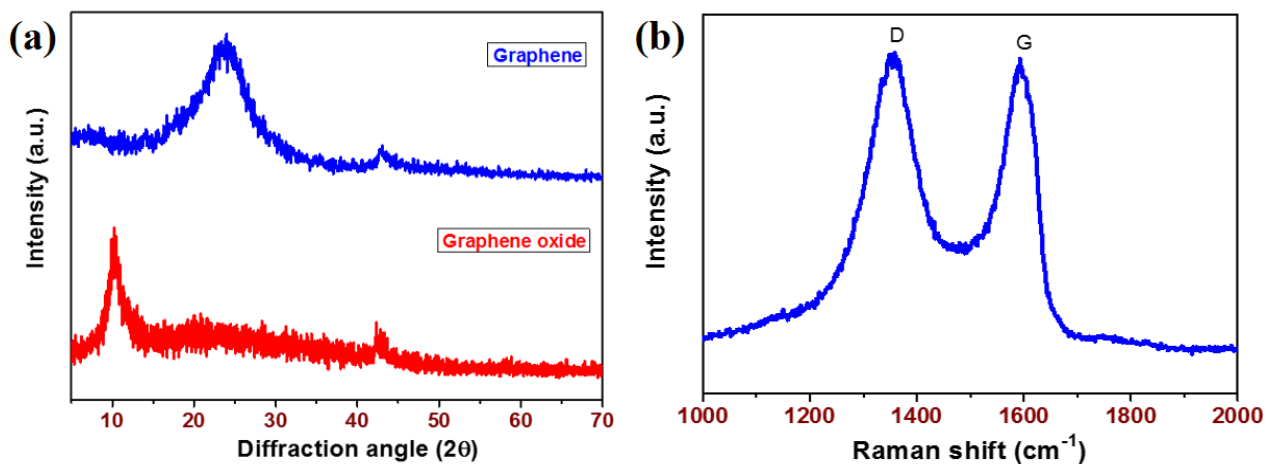 (a)
Graphene
Graphene oxide
Intensity (a.u.)
10 20 30 40 50 60 70
Diffraction angle (2θ)
(b)
D
G
Intensity (a.u.)
1000 1200 1400 1600 1800 2000
Raman shift (cm⁻¹)